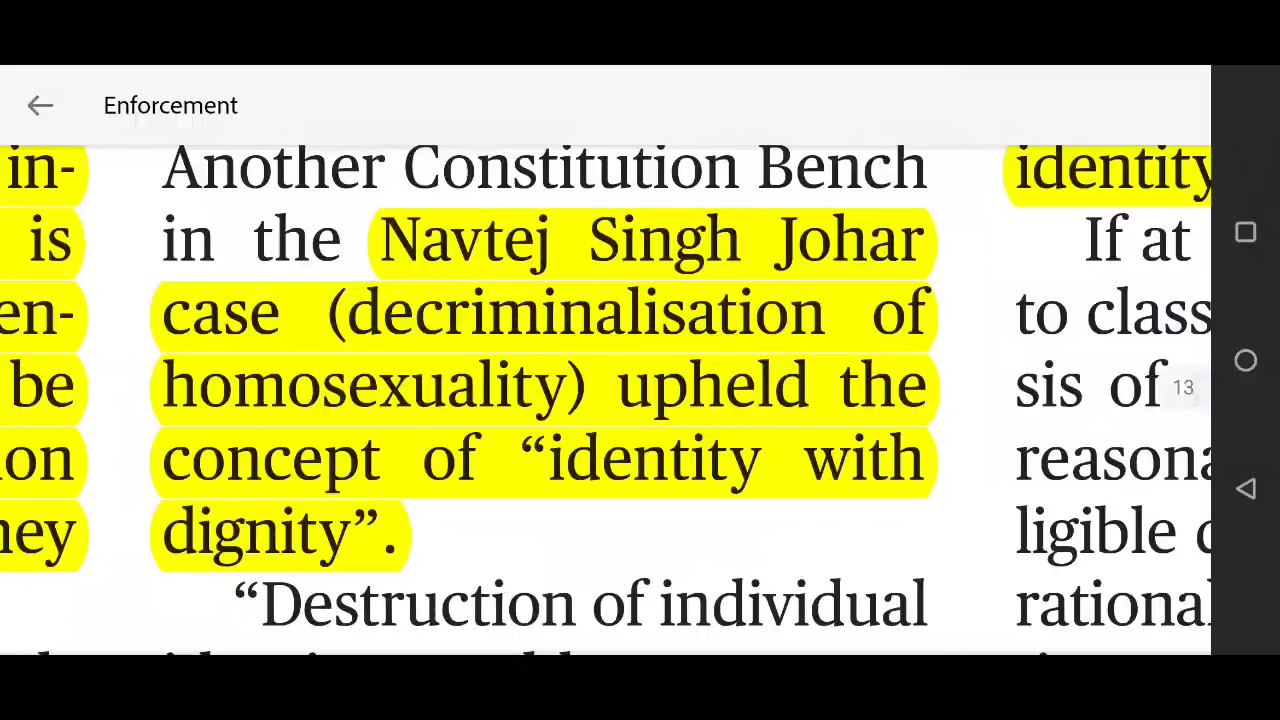 Enforcement
in-
is
en-
be
on
hey
Another Constitution Bench
in the Navtej Singh Johar
case (decriminalisation of
homosexuality) upheld the
concept of “identity with
dignity”.
“Destruction of individual
identity
If at
to class
sis of
reasona
ligible
rational
13